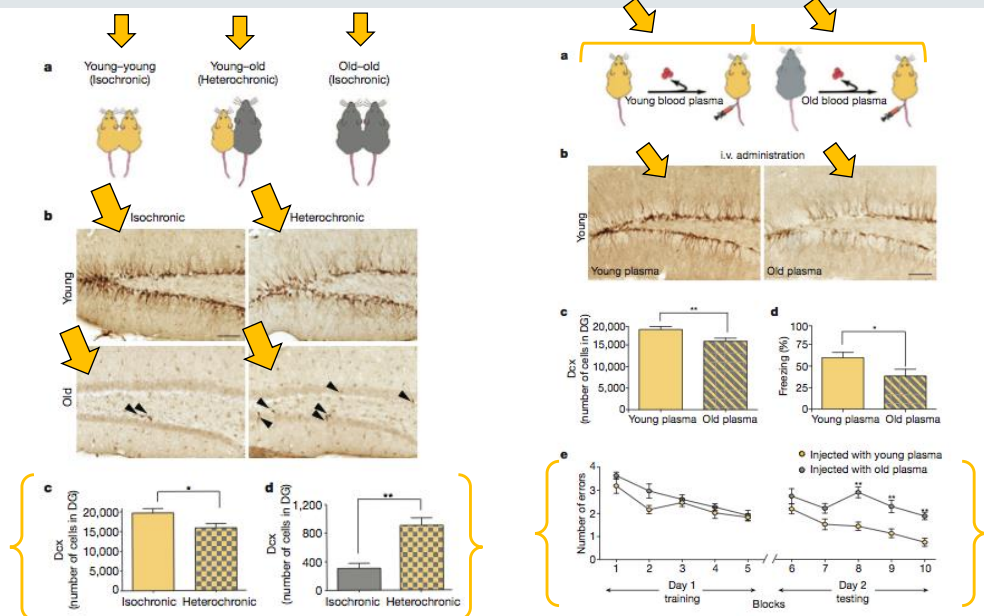 a
Young–young
(Isochronic)
Young–old
(Heterochronic)
Old–old
(Isochronic)
b
Isochronic
Heterochronic
Young
Old
c
*
Dcx
(number of cells in DG)
20,000
15,000
10,000
5,000
0
Isochronic Heterochronic
d
**
Dcx
(number of cells in DG)
1,200
800
400
0
Isochronic Heterochronic
a
Young blood plasma
Old blood plasma
b
i.v. administration
Young
Young plasma
Old plasma
c
**
Dcx
(number of cells in DG)
20,000
15,000
10,000
5,000
0
Young plasma Old plasma
d
*
Freezing (%)
100
75
50
25
0
Young plasma Old plasma
e
Injected with young plasma
Injected with old plasma
Number of errors
4
3
2
1
0
** ** **
1 2 3 4 5 6 7 8 9 10
Day 1
training
Day 2
testing
Blocks